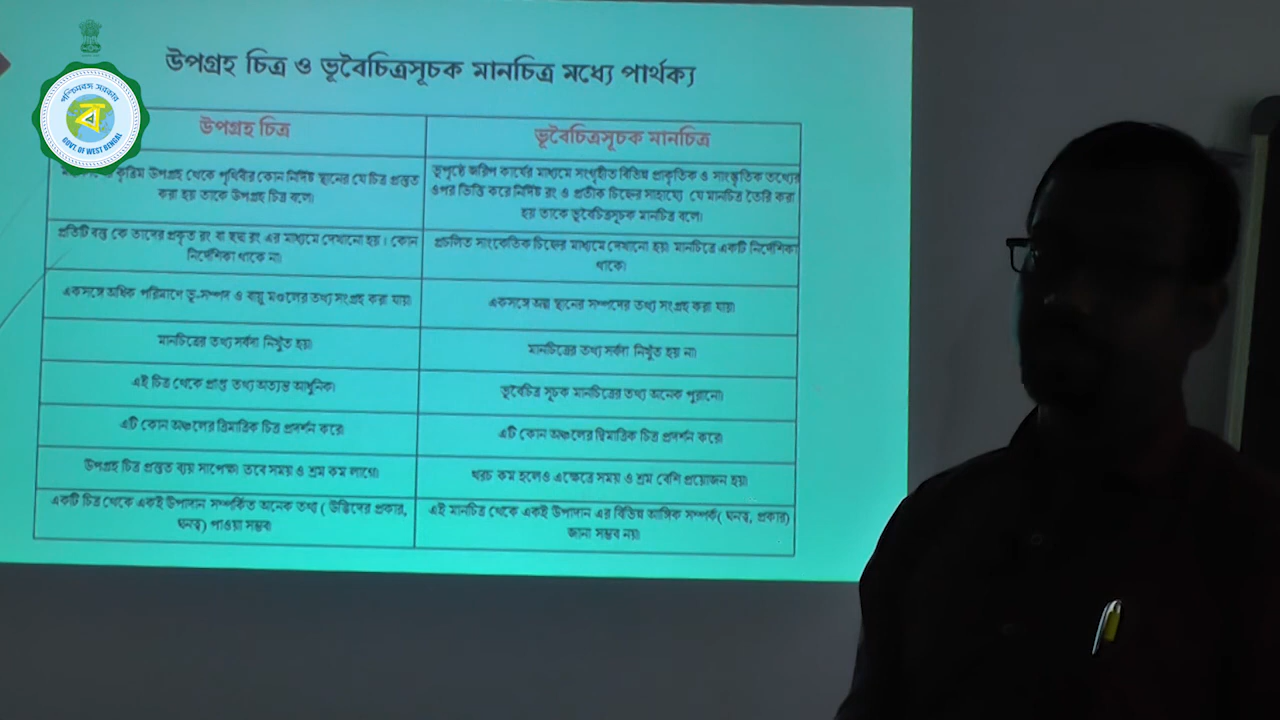 পশ্চিমবঙ্গ সরকার
ব
GOVT. OF WEST BENGAL
উপগ্রহ চিত্র ও ভূবৈচিত্রসূচক মানচিত্র মধ্যে পার্থক্য
উপগ্রহ চিত্র
ভূবৈচিত্রসূচক মানচিত্র
কৃত্রিম উপগ্রহ থেকে পৃথিবীর কোন নির্দিষ্ট স্থানের যে চিত্র প্রস্তুত
করা হয় তাকে উপগ্রহ চিত্র বলে।
ভূপৃষ্ঠে জরিপ কার্যের মাধ্যমে সংগৃহীত বিভিন্ন প্রাকৃতিক ও সাংস্কৃতিক তথ্যের
ওপর ভিত্তি করে নির্দিষ্ট রং ও প্রতীক চিহ্নের সাহায্যে যে মানচিত্র তৈরি করা
হয় তাকে ভূবৈচিত্রসূচক মানচিত্র বলে।
প্রতিটি বস্তু কে তাদের প্রকৃত রং বা ছদ্ম রং এর মাধ্যমে দেখানো হয় । কোন
নির্দেশিকা থাকে না।
প্রচলিত সাংকেতিক চিহ্নের মাধ্যমে দেখানো হয়। মানচিত্রে একটি নির্দেশিকা
থাকে।
একসঙ্গে অধিক পরিমাণে ভূ-সম্পদ ও বায়ু মণ্ডলের তথ্য সংগ্রহ করা যায়।
একসঙ্গে অল্প স্থানের সম্পদের তথ্য সংগ্রহ করা যায়।
মানচিত্রের তথ্য সর্বদা নিখুঁত হয়।
মানচিত্রের তথ্য সর্বদা নিখুঁত হয় না।
এই চিত্র থেকে প্রাপ্ত তথ্য অত্যন্ত আধুনিক।
ভূবৈচিত্র সূচক মানচিত্রের তথ্য অনেক পুরানো।
এটি কোন অঞ্চলের ত্রিমাত্রিক চিত্র প্রদর্শন করে।
এটি কোন অঞ্চলের দ্বিমাত্রিক চিত্র প্রদর্শন করে।
উপগ্রহ চিত্র প্রস্তুত ব্যয় সাপেক্ষ। তবে সময় ও শ্রম কম লাগে।
খরচ কম হলেও এক্ষেত্রে সময় ও শ্রম বেশি প্রয়োজন হয়।
একটি চিত্র থেকে একই উপাদান সম্পর্কিত অনেক তথ্য ( উদ্ভিদের প্রকার,
ঘনত্ব) পাওয়া সম্ভব।
এই মানচিত্র থেকে একই উপাদান এর বিভিন্ন আঙ্গিক সম্পর্ক( ঘনত্ব, প্রকার)
জানা সম্ভব নয়।